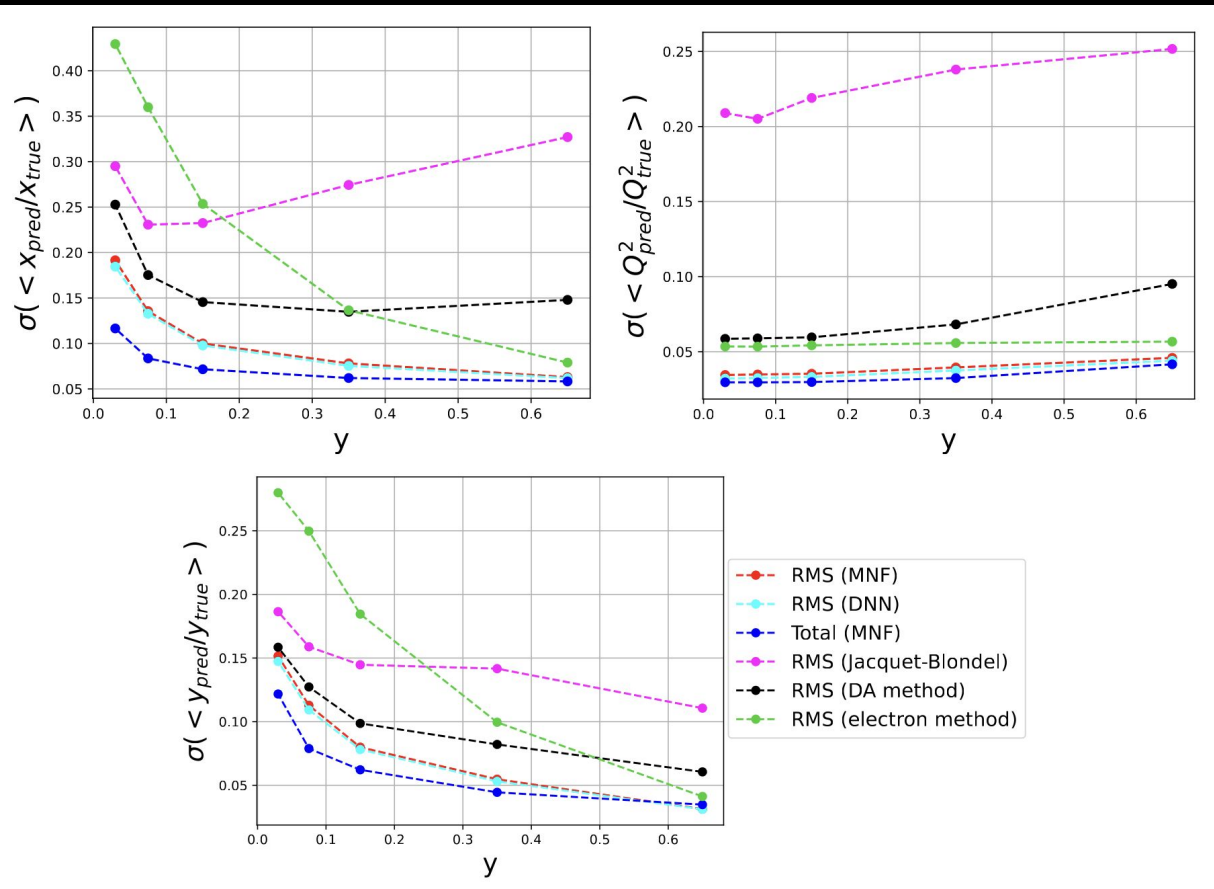 σ( < x_pred/x_true > )
0.40
0.35
0.30
0.25
0.20
0.15
0.10
0.05
0.0 0.1 0.2 0.3 0.4 0.5 0.6
y
σ( < Q²_pred/Q²_true > )
0.25
0.20
0.15
0.10
0.05
0.0 0.1 0.2 0.3 0.4 0.5 0.6
y
σ( < y_pred/y_true > )
0.25
0.20
0.15
0.10
0.05
0.0 0.1 0.2 0.3 0.4 0.5 0.6
y
RMS (MNF)
RMS (DNN)
Total (MNF)
RMS (Jacquet-Blondel)
RMS (DA method)
RMS (electron method)